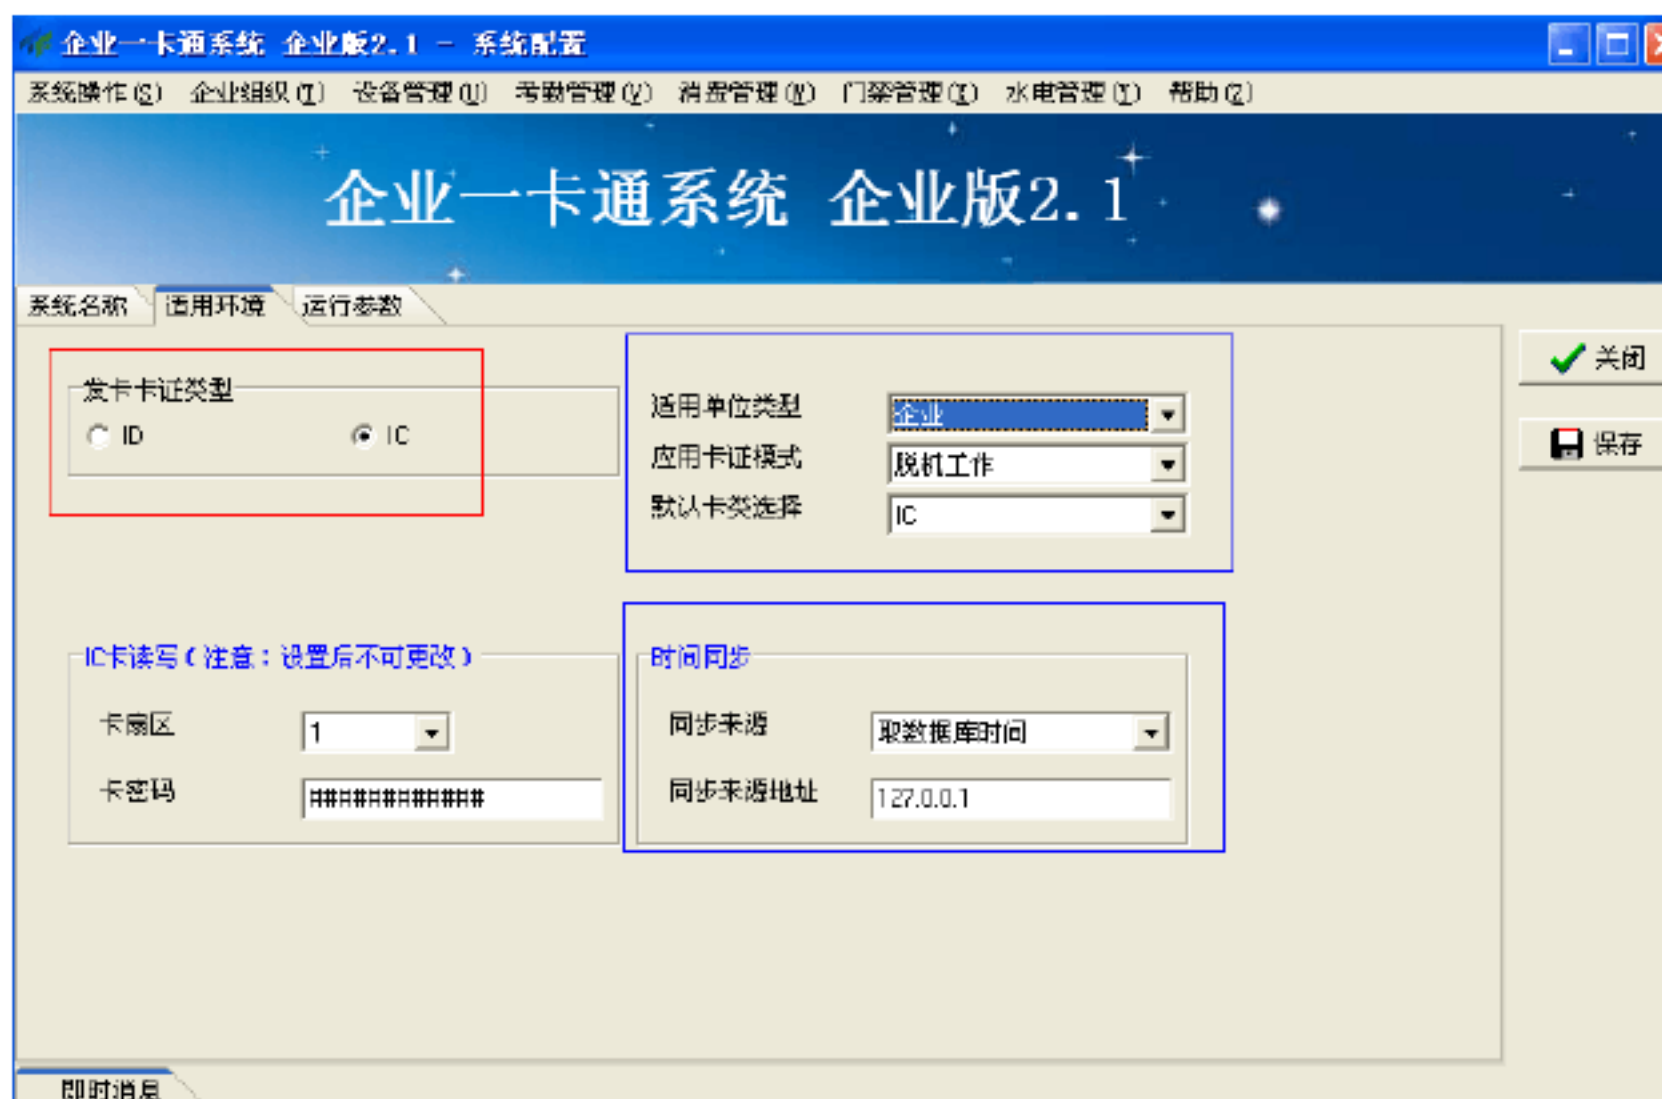 企业一卡通系统 企业版2.1 - 系统配置
系统操作(S) 企业组织(T) 设备管理(U) 考勤管理(V) 消费管理(W) 门禁管理(X) 水电管理(Y) 帮助(Z)
企业一卡通系统 企业版2.1
系统名称 适用环境 运行参数
发卡卡证类型
ID IC
适用单位类型 企业
应用卡证模式 脱机工作
默认卡类选择 IC
关闭
保存
IC卡读写(注意:设置后不可更改)
卡扇区 1
卡密码 ############
时间同步
同步来源 取数据库时间
同步来源地址 127.0.0.1
即时消息